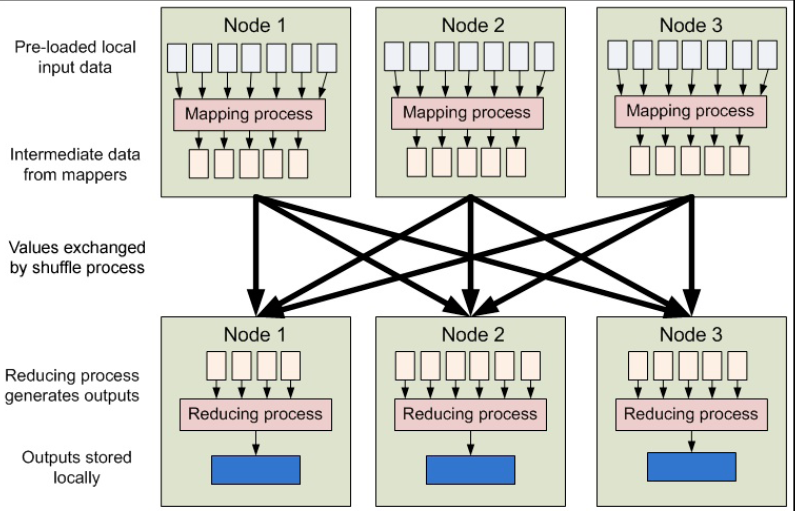 Node 1
Node 2
Node 3
Pre-loaded local
input data
Mapping process
Mapping process
Mapping process
Intermediate data
from mappers
Values exchanged
by shuffle process
Node 1
Node 2
Node 3
Reducing process
generates outputs
Reducing process
Reducing process
Reducing process
Outputs stored
locally